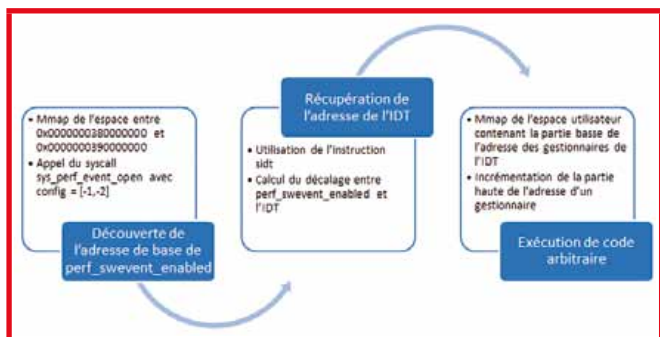 • Mmap de l'espace entre
0x0000000380000000 et
0x0000000390000000
• Appel du syscall
sys_perf_event_open avec
config = [-1,-2]
Découverte de
l'adresse de base de
perf_swevent_enabled
Récupération de
l'adresse de l'IDT
• Utilisation de l'instruction
sidt
• Calcul du décalage entre
perf_swevent_enabled et
l'IDT
• Mmap de l'espace utilisateur
contenant la partie basse de
l'adresse des gestionnaires de
l'IDT
• Incrémentation de la partie
haute de l'adresse d'un
gestionnaire
Exécution de code
arbitraire